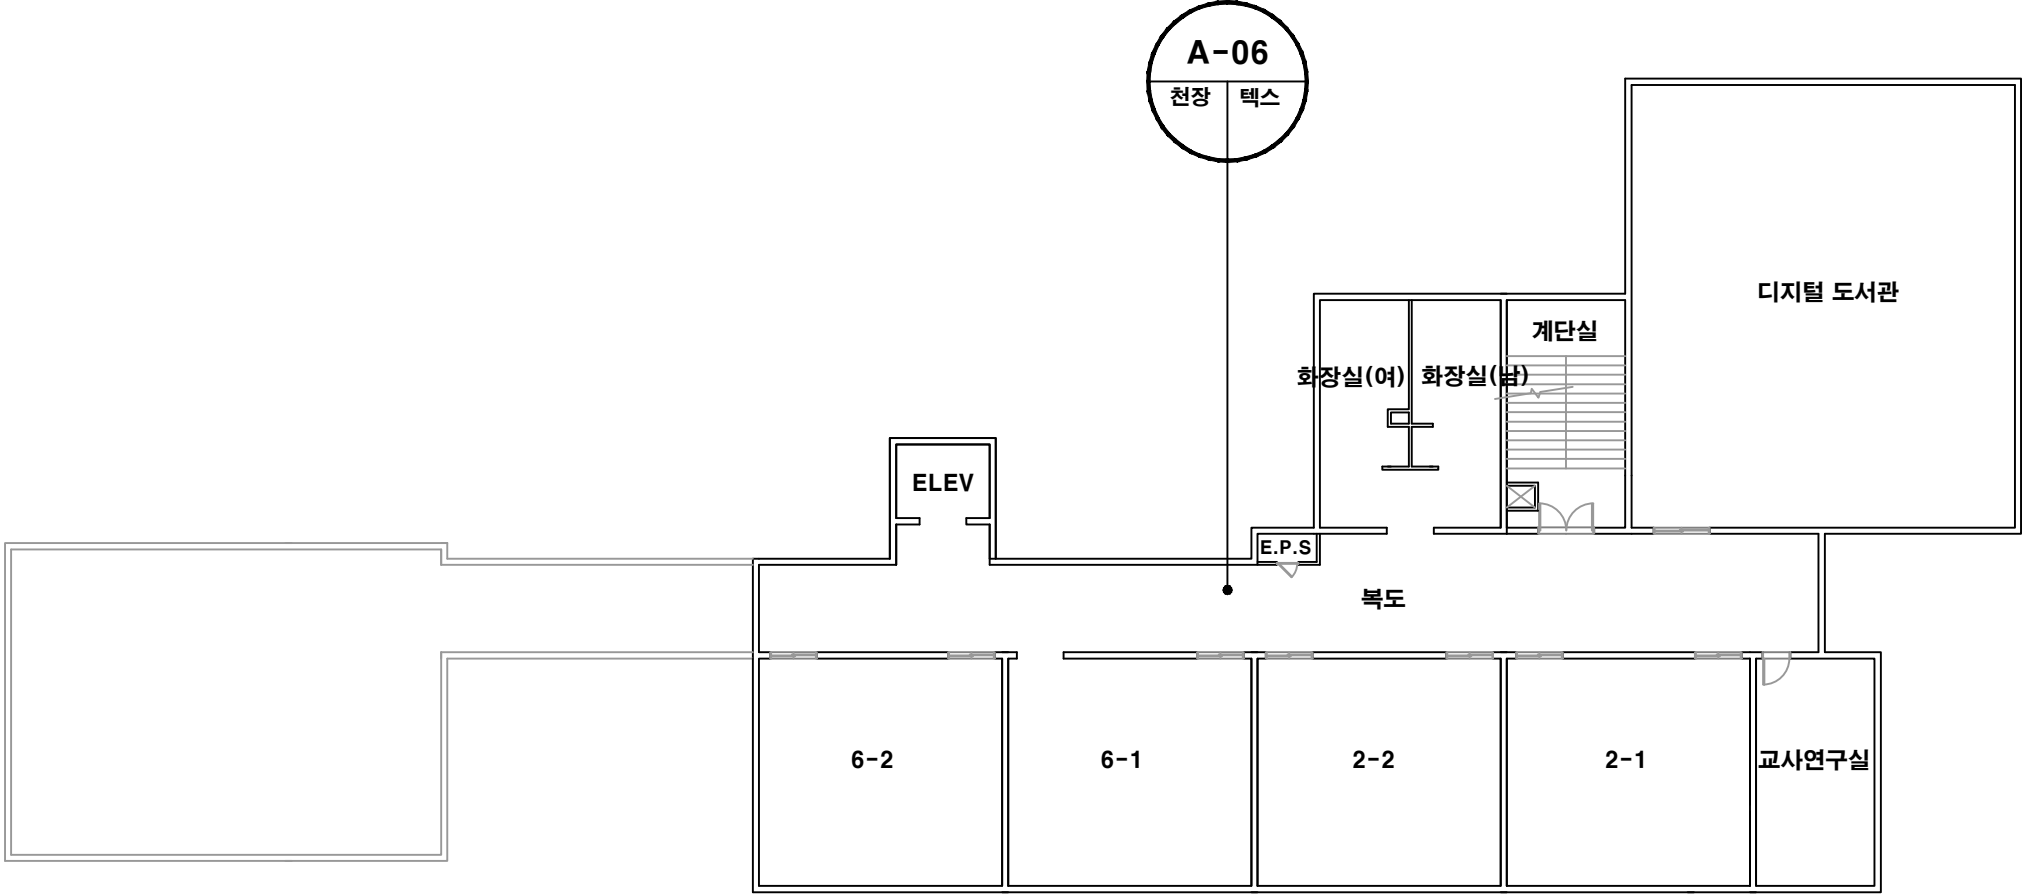 A-06
천장 텍스
디지털 도서관
계단실
화장실(여) 화장실(남)
ELEV
E.P.S
복도
6-2 6-1 2-2 2-1 교사연구실